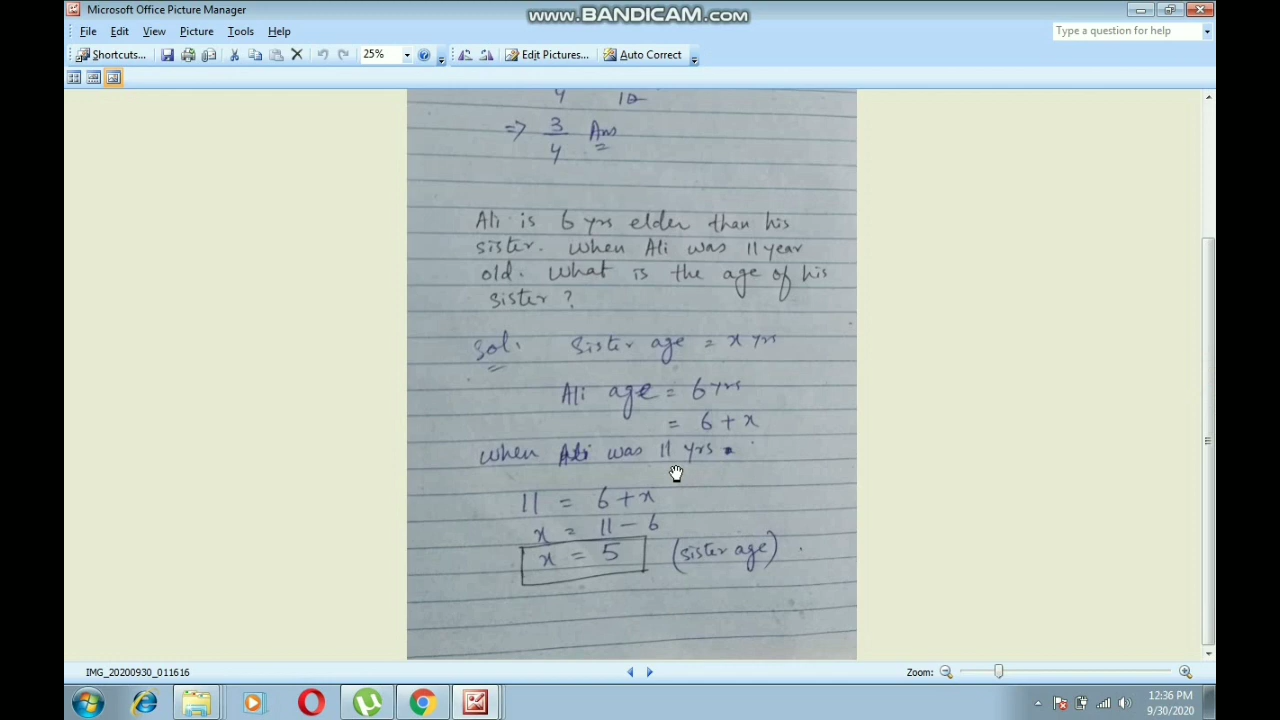 Microsoft Office Picture Manager
www.BANDICAM.com
File Edit View Picture Tools Help
Type a question for help
Shortcuts... 25% Edit Pictures... Auto Correct
4 10
=> 3/4 Ans
Ali is 6 yrs elder than his
sister. When Ali was 11 year
old. What is the age of his
sister ?
Sol. Sister age = x yrs
Ali age = 6 yrs
= 6 + x
when Ali was 11 yrs
11 = 6 + x
x = 11 - 6
x = 5 (sister age) .
IMG_20200930_011616
Zoom:
12:36 PM
9/30/2020